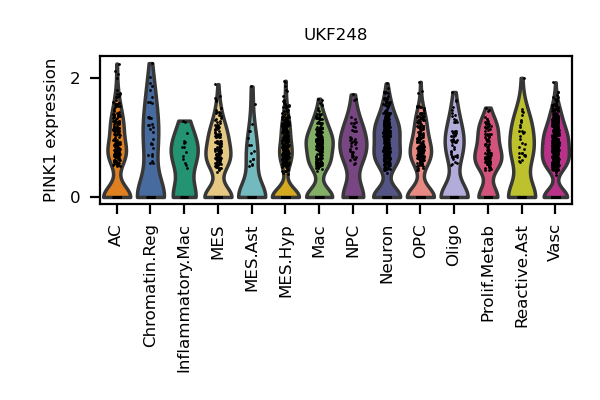 UKF248
PINK1 expression
2
0
AC
Chromatin.Reg
Inflammatory.Mac
MES
MES.Ast
MES.Hyp
Mac
NPC
Neuron
OPC
Oligo
Prolif.Metab
Reactive.Ast
Vasc